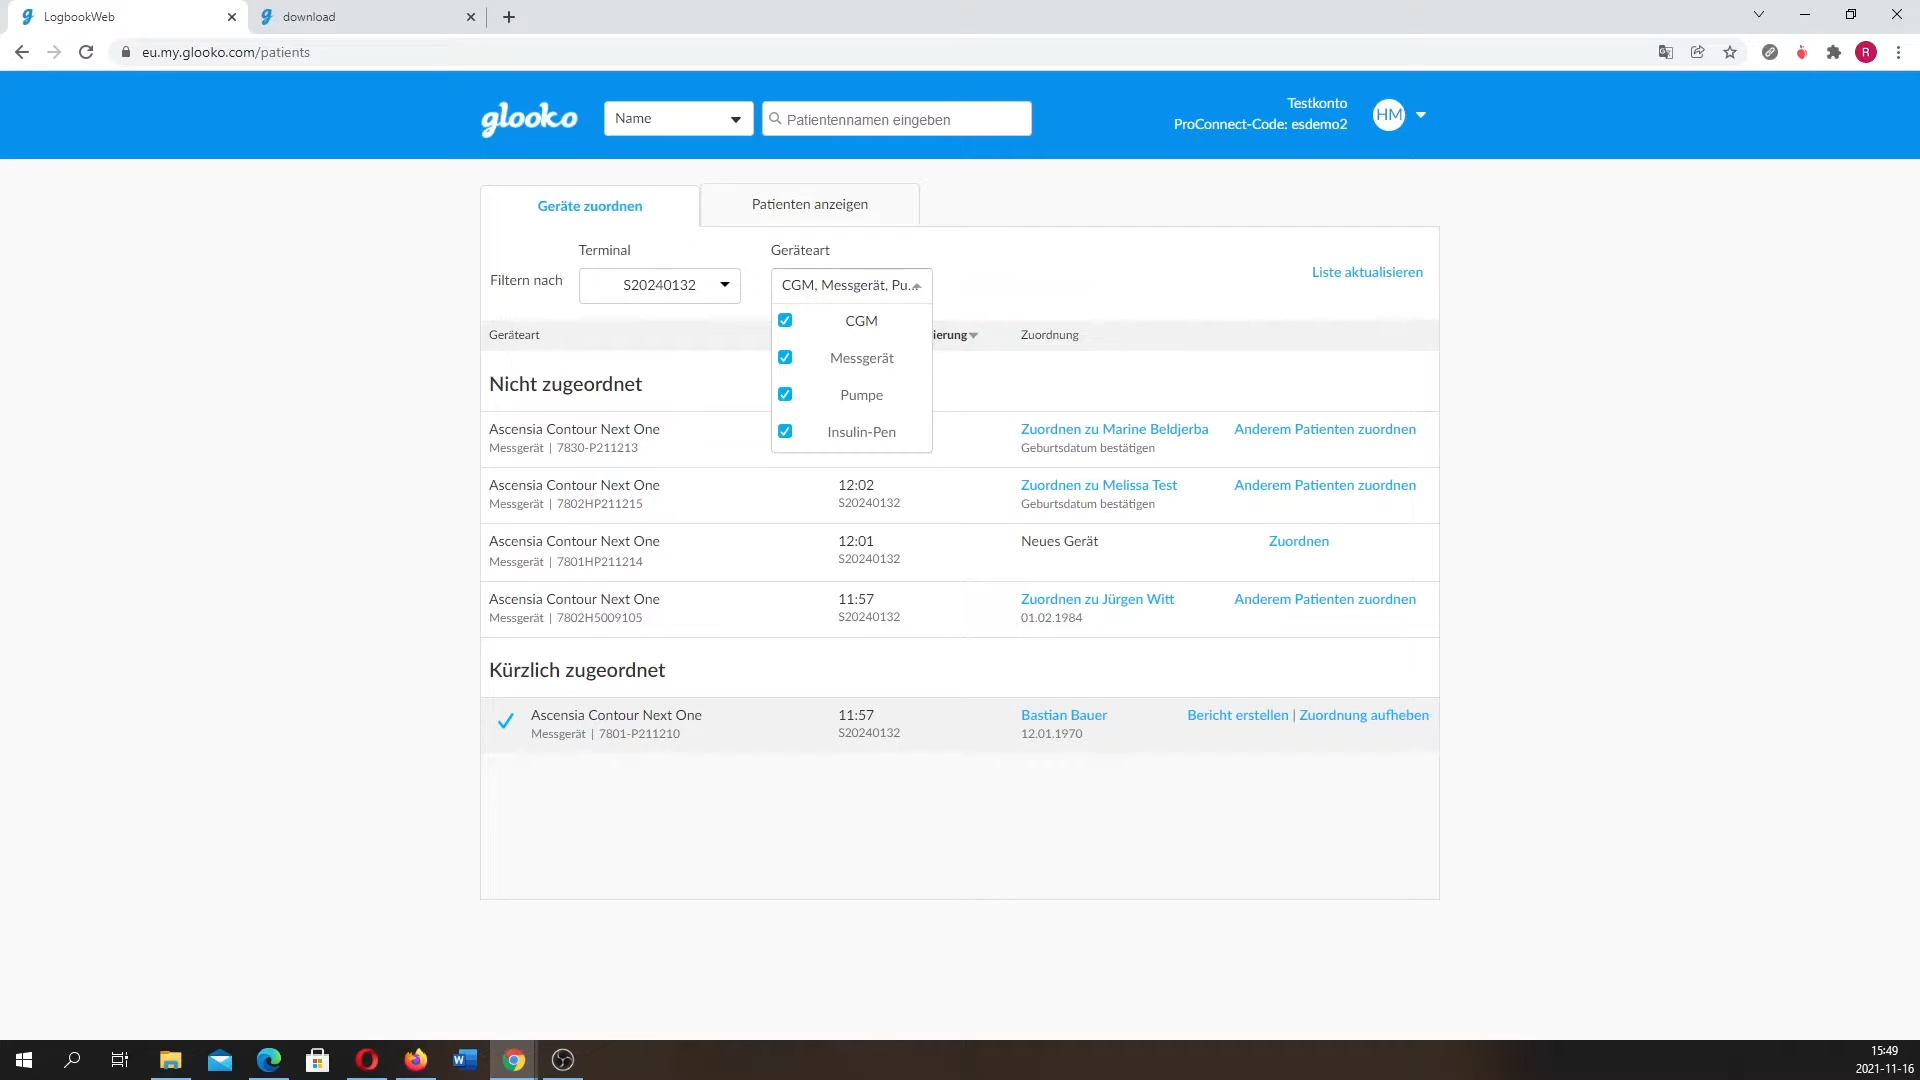 LogbookWeb
download
eu.my.glooko.com/patients
R
glooko
Name
Patientennamen eingeben
Testkonto
ProConnect-Code: esdemo2
HM
Geräte zuordnen
Patienten anzeigen
Filtern nach
Terminal
S20240132
Geräteart
CGM, Messgerät, Pu...
CGM
Messgerät
Pumpe
Insulin-Pen
Liste aktualisieren
Geräteart
ierung
Zuordnung
Nicht zugeordnet
Ascensia Contour Next One
Messgerät | 7830-P211213
Zuordnen zu Marine Beldjerba
Geburtsdatum bestätigen
Anderem Patienten zuordnen
Ascensia Contour Next One
Messgerät | 7802HP211215
12:02
S20240132
Zuordnen zu Melissa Test
Geburtsdatum bestätigen
Anderem Patienten zuordnen
Ascensia Contour Next One
Messgerät | 7801HP211214
12:01
S20240132
Neues Gerät
Zuordnen
Ascensia Contour Next One
Messgerät | 7802H5009105
11:57
S20240132
Zuordnen zu Jürgen Witt
01.02.1984
Anderem Patienten zuordnen
Kürzlich zugeordnet
Ascensia Contour Next One
Messgerät | 7801-P211210
11:57
S20240132
Bastian Bauer
12.01.1970
Bericht erstellen | Zuordnung aufheben
15:49
2021-11-16